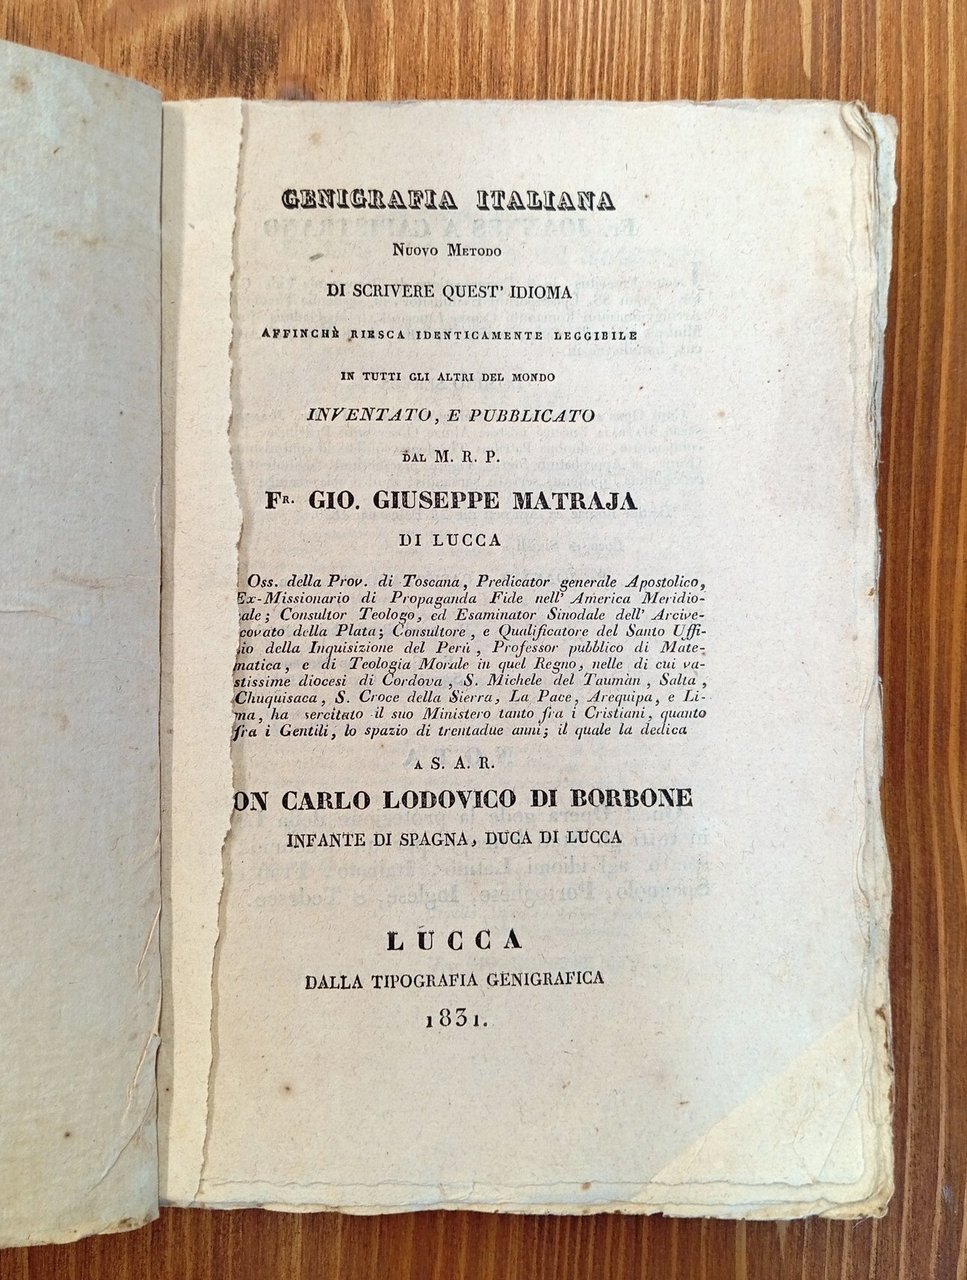 GENIGRAFIA ITALIANA
NUOVO METODO
DI SCRIVERE QUEST' IDIOMA
AFFINCHÈ RIESCA IDENTICAMENTE LEGGIBILE
IN TUTTI GLI ALTRI DEL MONDO
INVENTATO, E PUBBLICATO
DAL M. R. P.
FR. GIO. GIUSEPPE MATRAJA
DI LUCCA
Oss. della Prov. di Toscana, Predicator generale Apostolico,
Ex-Missionario di Propaganda Fide nell' America Meridio-
ale; Consultor Teologo, ed Esaminator Sinodale dell' Arcive-
covato della Plata; Consultore, e Qualificatore del Santo Uffi-
io della Inquisizione del Perù, Professor pubblico di Mate-
matica, e di Teologia Morale in quel Regno, nelle di cui va-
stissime diocesi di Cordova, S. Michele del Taumàn, Salta,
Chuquisaca, S. Croce della Sierra, La Pace, Arequipa, e Li-
ma, ha sercitato il suo Ministero tanto fra i Cristiani, quanto
fra i Gentili, lo spazio di trentadue anni; il quale la dedica
A S. A. R.
ON CARLO LODOVICO DI BORBONE
INFANTE DI SPAGNA, DUCA DI LUCCA
LUCCA
DALLA TIPOGRAFIA GENIGRAFICA
1831.